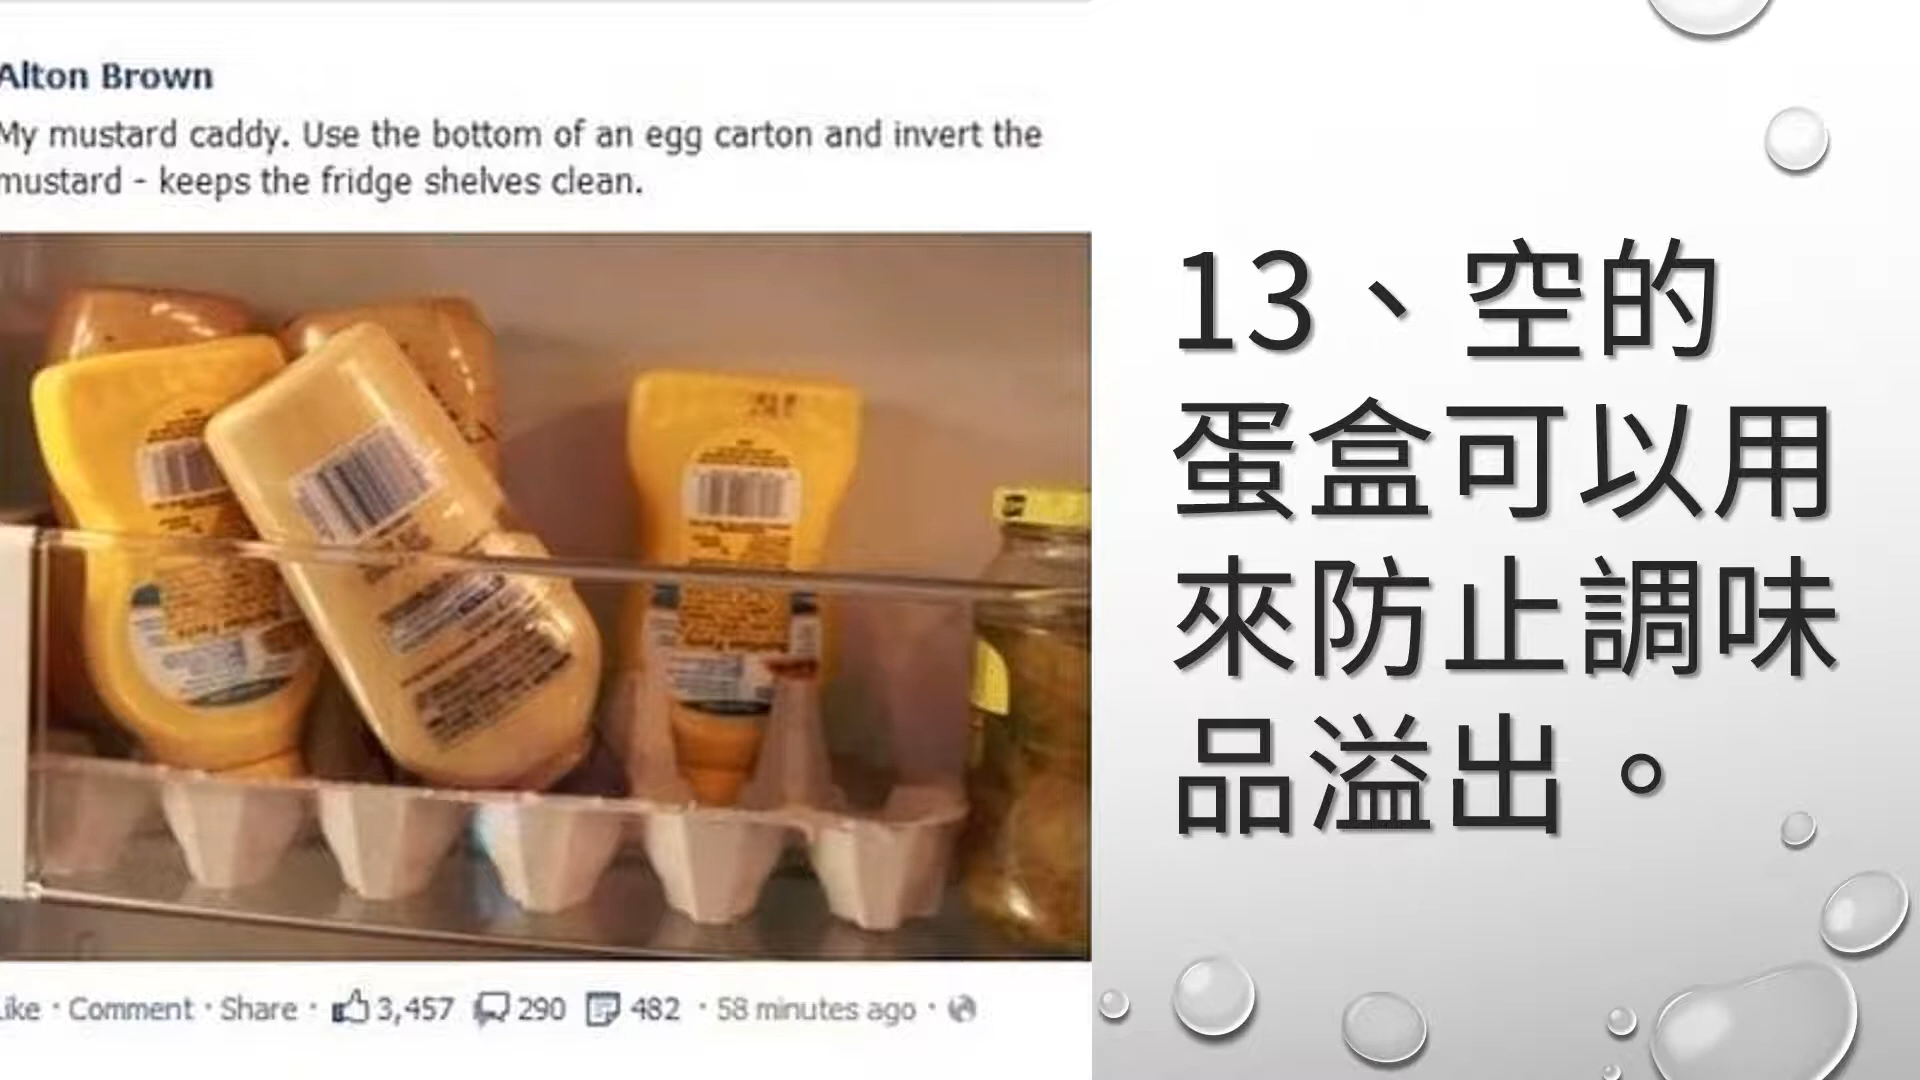 Alton Brown
My mustard caddy. Use the bottom of an egg carton and invert the
mustard - keeps the fridge shelves clean.
Like · Comment · Share · 3,457 290 482 · 58 minutes ago ·
13、空的
蛋盒可以用
來防止調味
品溢出。